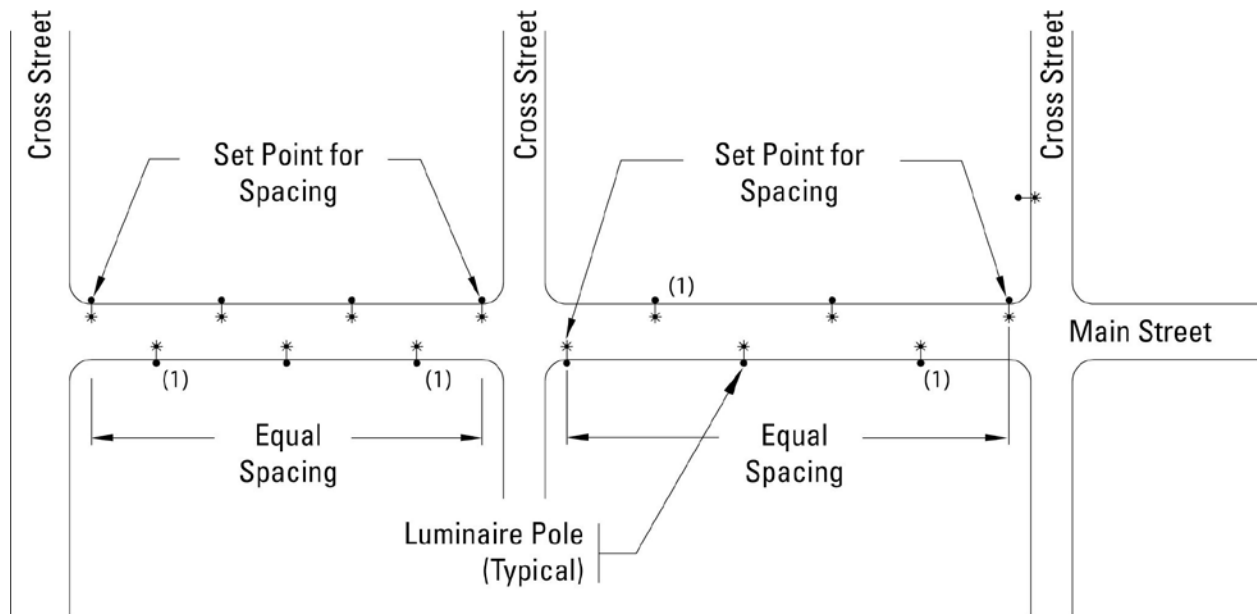 Cross Street
Cross Street
Cross Street
Set Point for
Spacing
Set Point for
Spacing
(1)
Main Street
(1)
(1)
(1)
Equal
Spacing
Equal
Spacing
Luminaire Pole
(Typical)